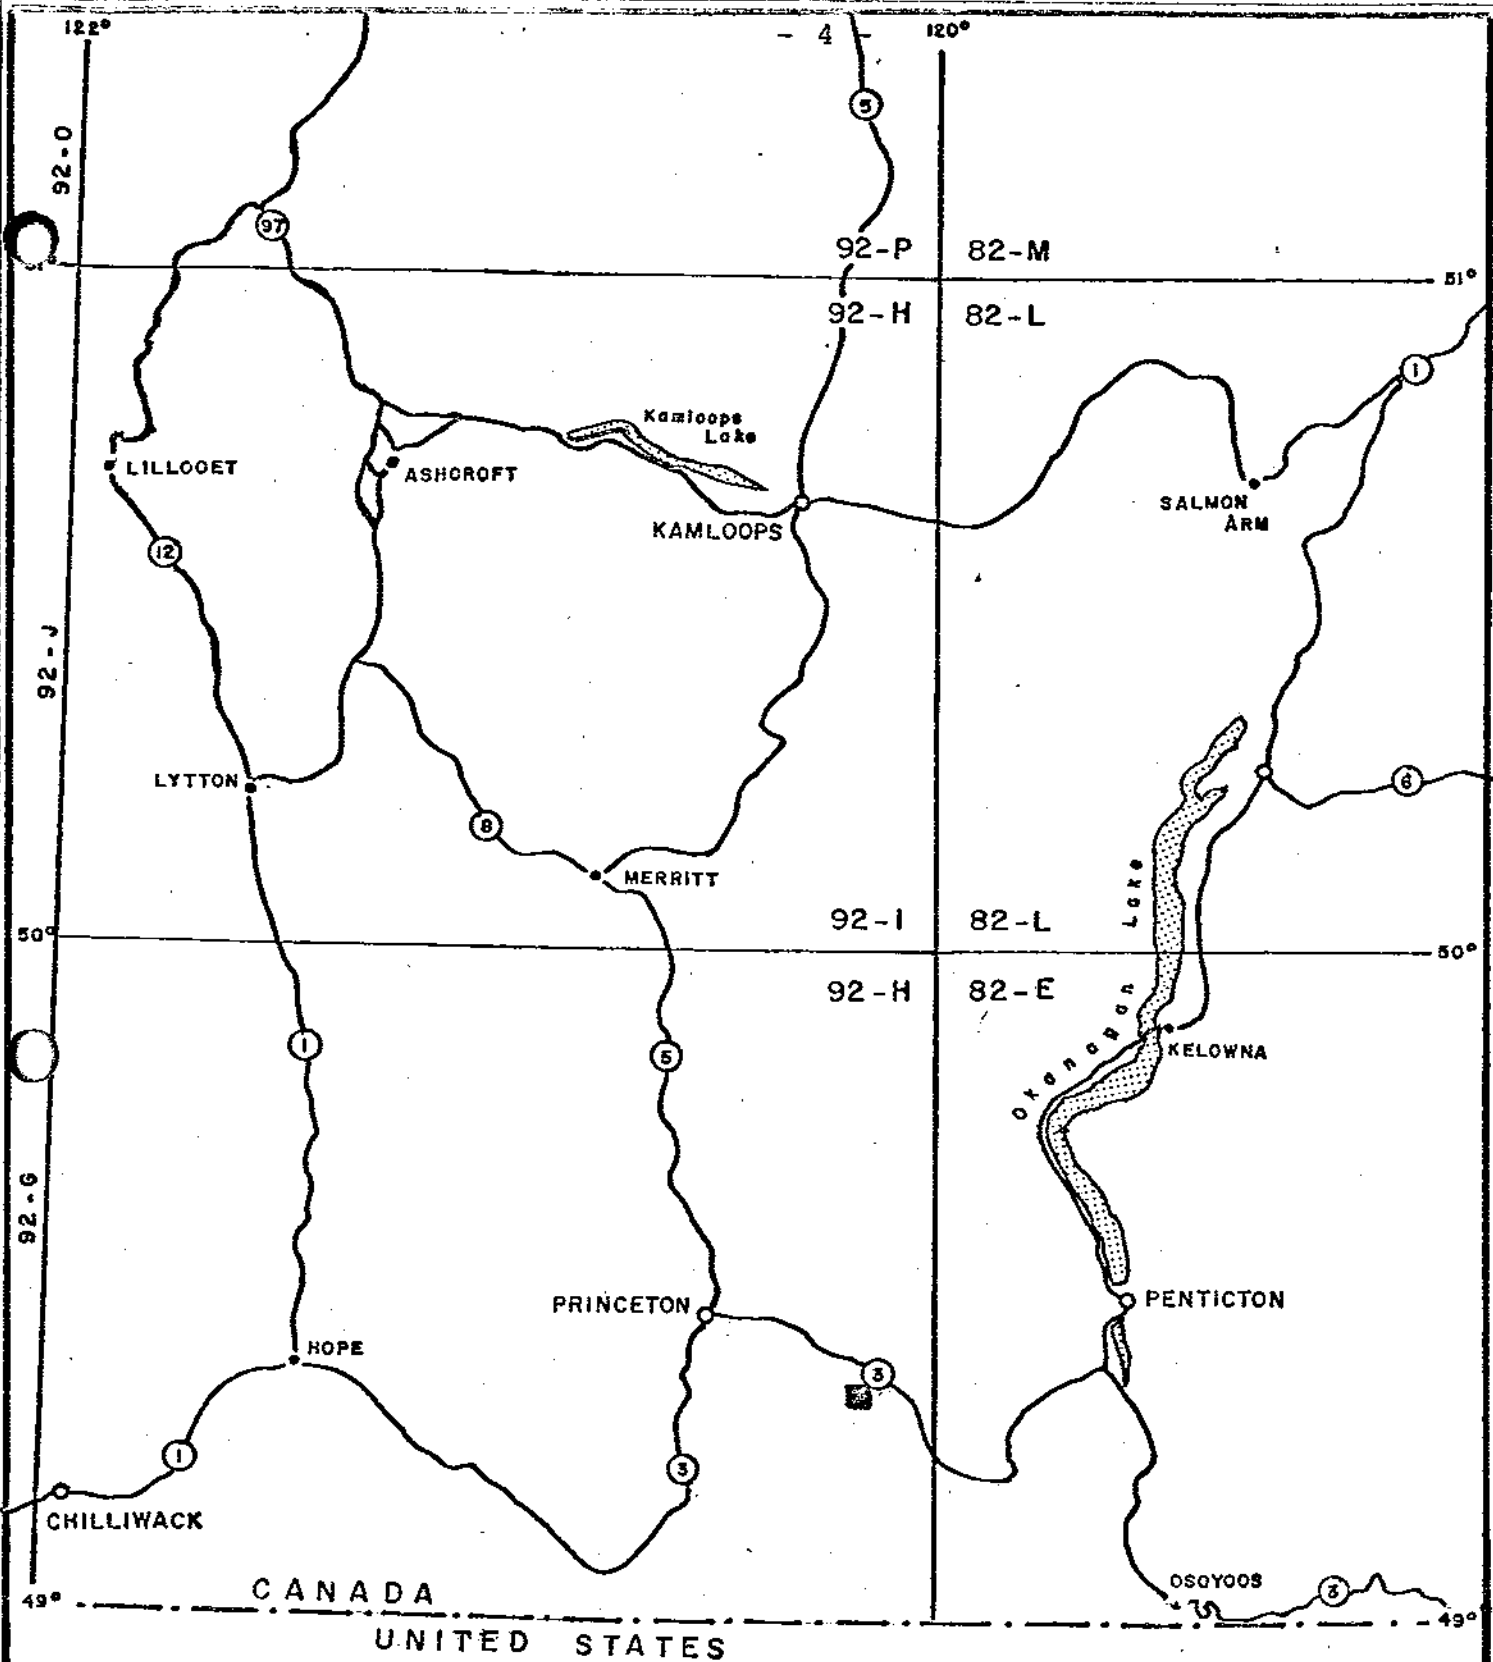 122°
- 4 -
120°
5
92-O
97
92-P
82-M
51°
92-H
82-L
1
Kamloops
Lake
LILLOOET
ASHCROFT
SALMON
ARM
KAMLOOPS
12
92-J
LYTTON
6
8
MERRITT
92-I
82-L
Okanagan Lake
50°
50°
92-H
82-E
1
5
KELOWNA
92-G
PRINCETON
PENTICTON
HOPE
3
1
3
CHILLIWACK
OSOYOOS
3
49°
CANADA
49°
UNITED STATES